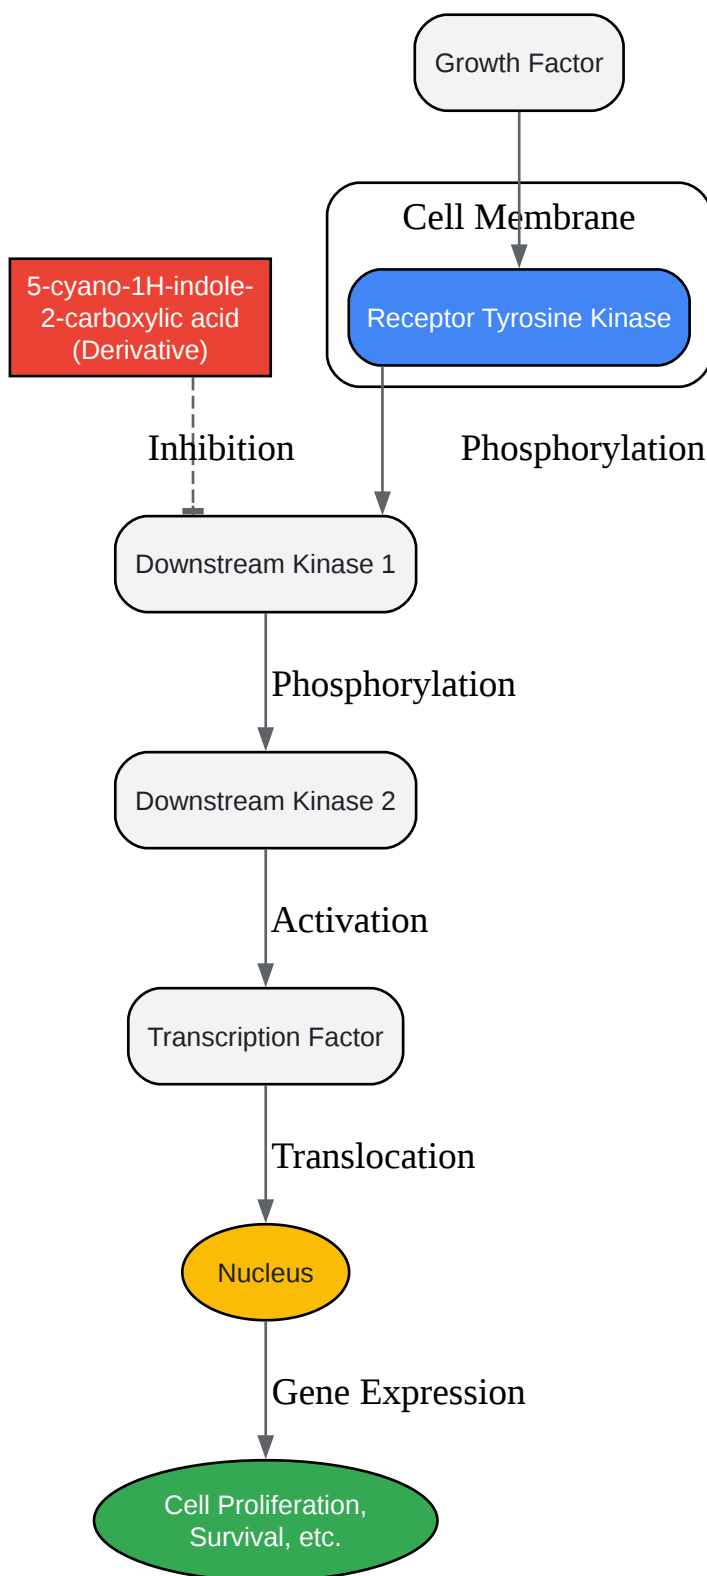 Growth Factor
Cell Membrane
5-cyano-1H-indole-
2-carboxylic acid
(Derivative)
Receptor Tyrosine Kinase
Inhibition
Phosphorylation
Downstream Kinase 1
Phosphorylation
Downstream Kinase 2
Activation
Transcription Factor
Translocation
Nucleus
Gene Expression
Cell Proliferation,
Survival, etc.